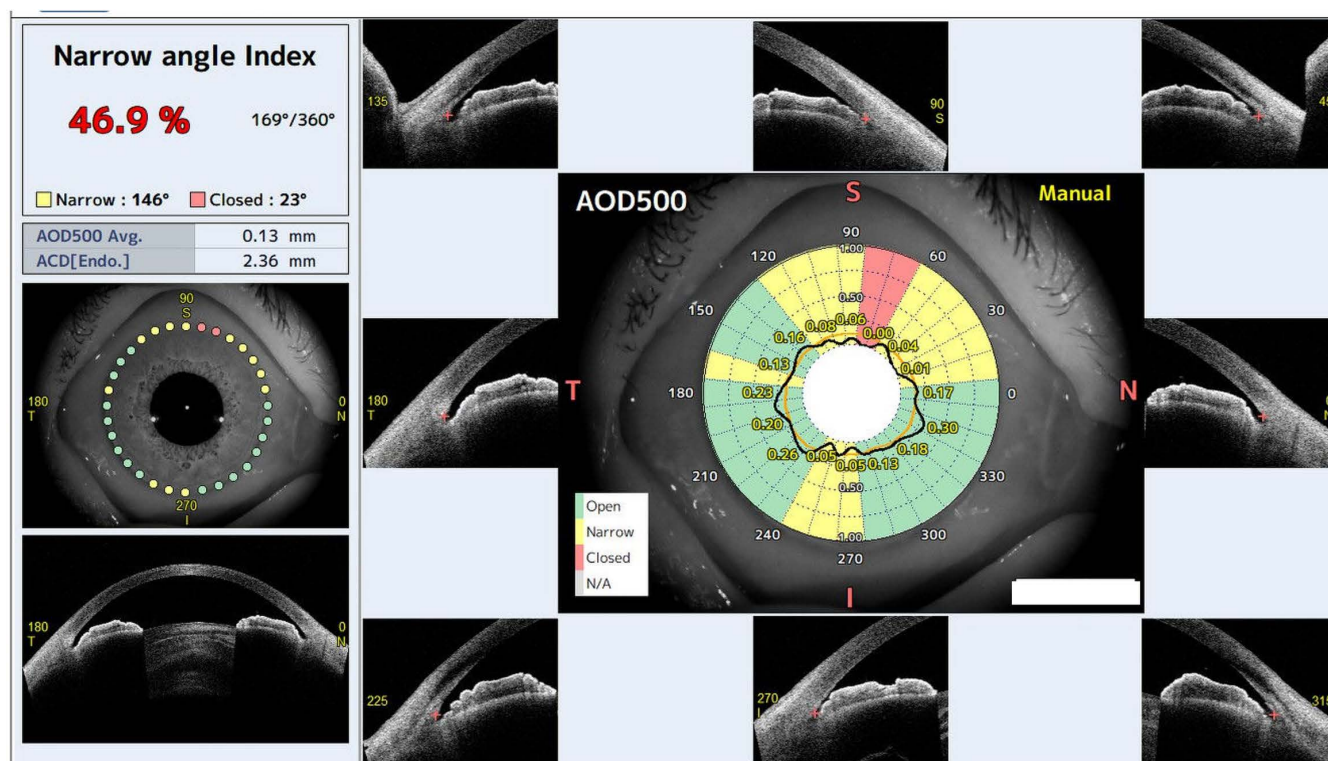 Narrow angle Index
46.9 % 169°/360°
Narrow : 146° Closed : 23°
AOD500 Avg. 0.13 mm
ACD[Endo.] 2.36 mm
90
S
180
T
0
N
270
I
180
T
0
N
135
90
S
45
180
T
0
N
225
270
I
315
AOD500
Manual
S
T
N
I
90
60
30
0
330
300
270
240
210
180
150
120
1.00
0.50
0.06
0.00
0.04
0.01
0.17
0.30
0.18
0.13
0.05
0.05
0.26
0.20
0.23
0.13
0.16
0.08
0.50
1.00
Open
Narrow
Closed
N/A